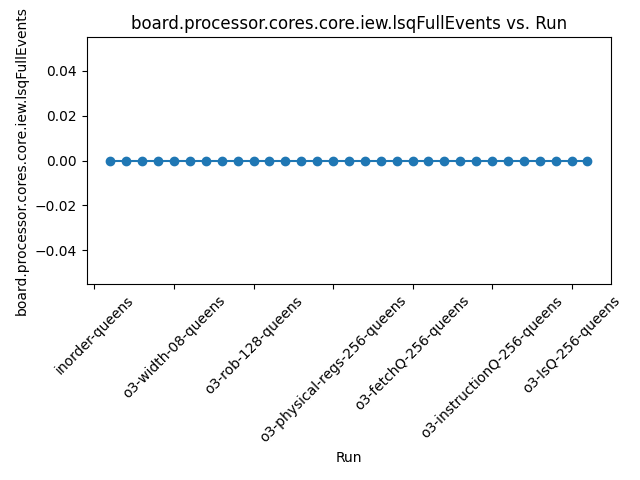 board.processor.cores.core.iew.lsqFullEvents vs. Run
board.processor.cores.core.iew.lsqFullEvents
0.04
0.02
0.00
−0.02
−0.04
inorder-queens
o3-width-08-queens
o3-rob-128-queens
o3-physical-regs-256-queens
o3-fetchQ-256-queens
o3-instructionQ-256-queens
o3-lsQ-256-queens
Run